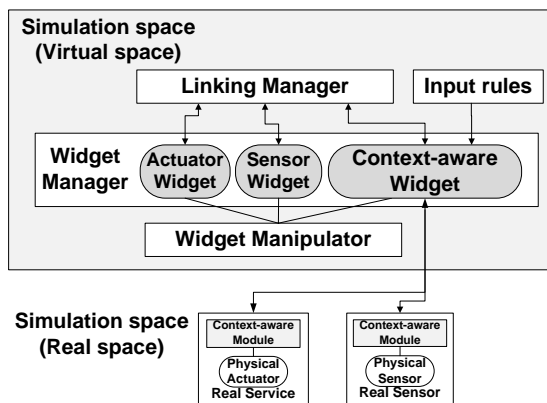 Simulation space
(Virtual space)
Linking Manager
Input rules
Widget
Manager
Actuator
Widget
Sensor
Widget
Context-aware
Widget
Widget Manipulator
Simulation space
(Real space)
Context-aware
Module
Physical
Actuator
Real Service
Context-aware
Module
Physical
Sensor
Real Sensor